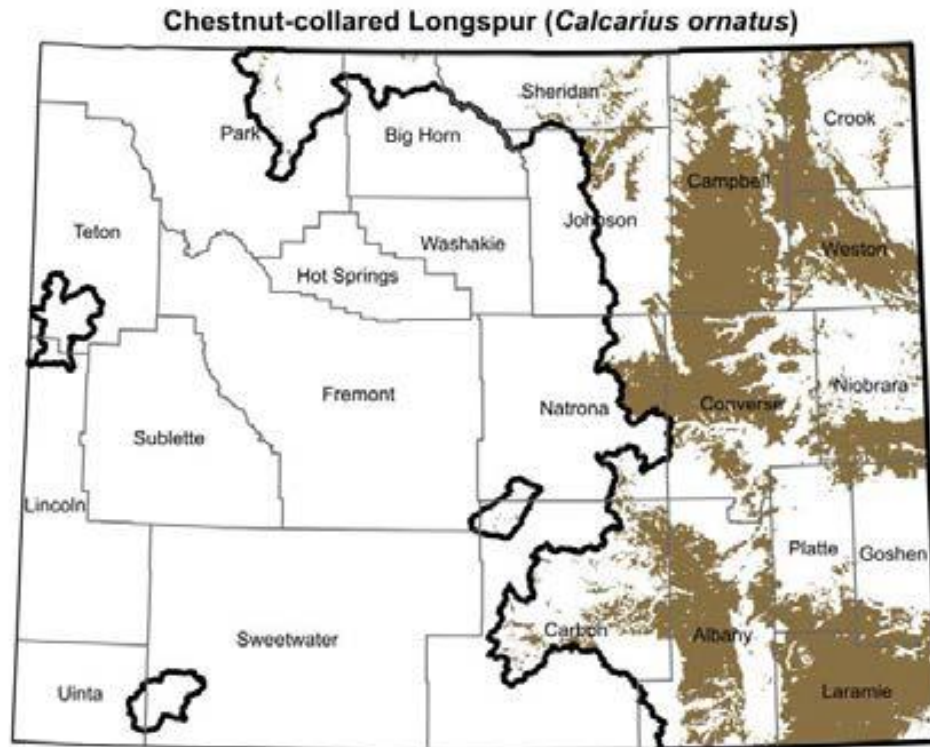 Chestnut-collared Longspur (Calcarius ornatus)
Sheridan
Crook
Park
Big Horn
Campbell
Teton
Johnson
Washakie
Weston
Hot Springs
Fremont
Natrona
Converse
Niobrara
Sublette
Lincoln
Platte
Goshen
Sweetwater
Carbon
Albany
Uinta
Laramie